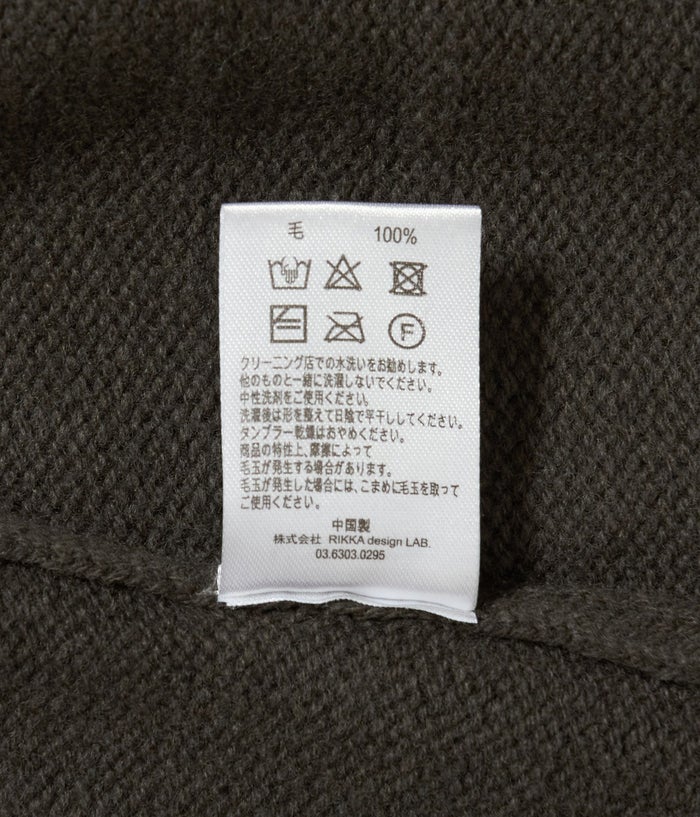 毛 100%
F
クリーニング店での水洗いをお勧めします。
他のものと一緒に洗濯しないでください。
中性洗剤をご使用ください。
洗濯後は形を整えて日陰で平干ししてください。
タンブラー乾燥はおやめください。
商品の特性上、摩擦によって
毛玉が発生する場合があります。
毛玉が発生した場合には、こまめに毛玉を取って
ご使用ください。
中国製
株式会社 RIKKA design LAB.
03.6303.0295